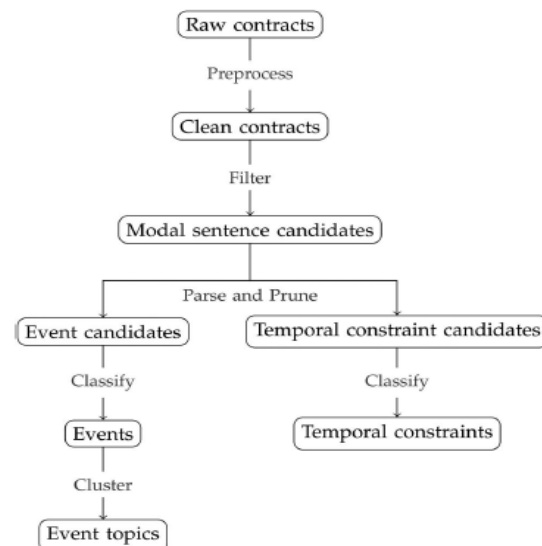 Raw contracts
Preprocess
Clean contracts
Filter
Modal sentence candidates
Parse and Prune
Event candidates
Temporal constraint candidates
Classify
Classify
Events
Temporal constraints
Cluster
Event topics